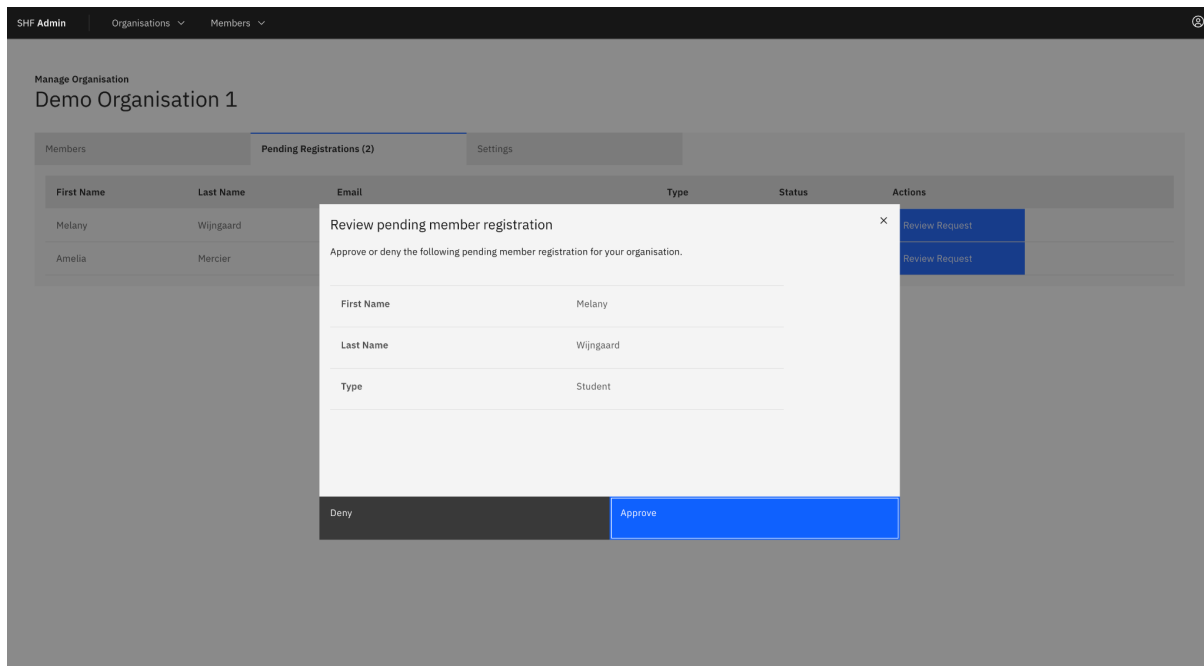 SHF Admin Organisations Members
Manage Organisation
Demo Organisation 1
Members Pending Registrations (2) Settings
First Name Last Name Email Type Status Actions
Melany Wijngaard Review Request
Amelia Mercier Review Request
Review pending member registration
Approve or deny the following pending member registration for your organisation.
First Name Melany
Last Name Wijngaard
Type Student
Deny Approve